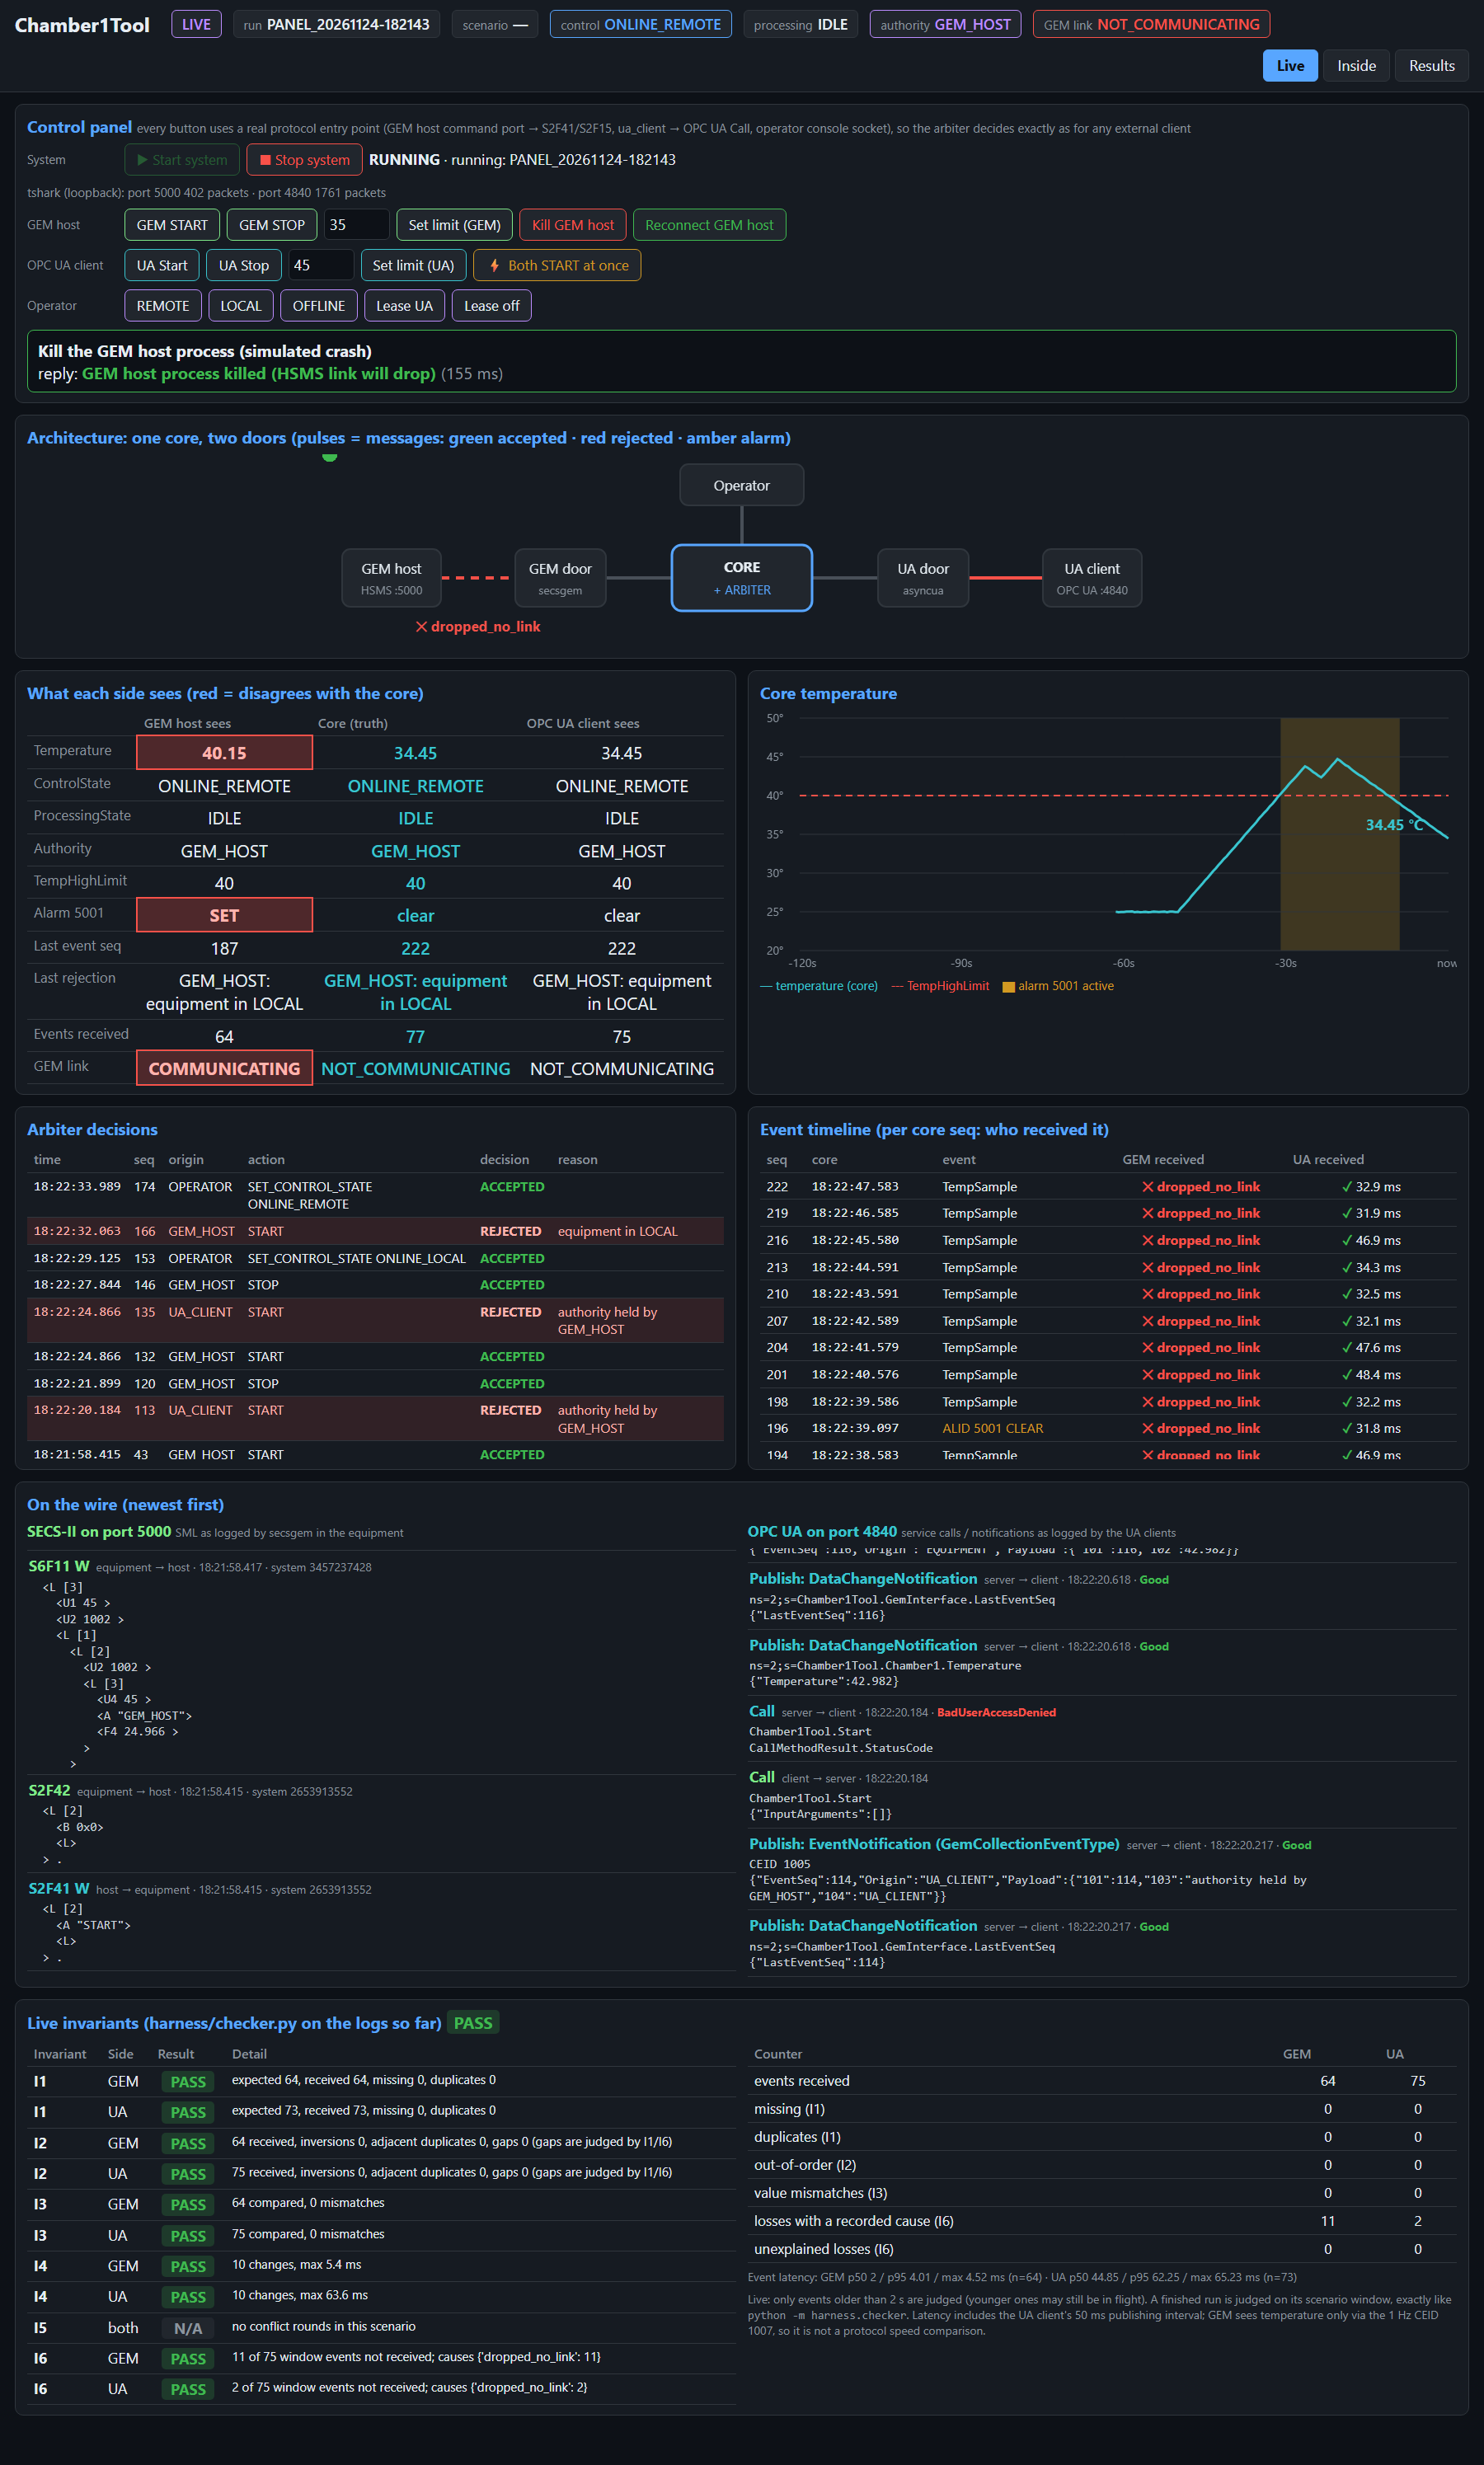 Chamber1Tool LIVE run PANEL_20261124-182143 scenario — control ONLINE_REMOTE processing IDLE authority GEM_HOST GEM link NOT_COMMUNICATING
Live Inside Results
Control panel every button uses a real protocol entry point (GEM host command port → S2F41/S2F15, ua_client → OPC UA Call, operator console socket), so the arbiter decides exactly as for any external client
System ▶ Start system ■ Stop system RUNNING · running: PANEL_20261124-182143
tshark (loopback): port 5000 402 packets · port 4840 1761 packets
GEM host GEM START GEM STOP 35 Set limit (GEM) Kill GEM host Reconnect GEM host
OPC UA client UA Start UA Stop 45 Set limit (UA) ⚡ Both START at once
Operator REMOTE LOCAL OFFLINE Lease UA Lease off
Kill the GEM host process (simulated crash)
reply: GEM host process killed (HSMS link will drop) (155 ms)
Architecture: one core, two doors (pulses = messages: green accepted · red rejected · amber alarm)
Operator
GEM host GEM door CORE UA door UA client
HSMS :5000 secsgem + ARBITER asyncua OPC UA :4840
✕ dropped_no_link
What each side sees (red = disagrees with the core)
GEM host sees Core (truth) OPC UA client sees
Temperature 40.15 34.45 34.45
ControlState ONLINE_REMOTE ONLINE_REMOTE ONLINE_REMOTE
ProcessingState IDLE IDLE IDLE
Authority GEM_HOST GEM_HOST GEM_HOST
TempHighLimit 40 40 40
Alarm 5001 SET clear clear
Last event seq 187 222 222
Last rejection GEM_HOST: equipment in LOCAL GEM_HOST: equipment in LOCAL GEM_HOST: equipment in LOCAL
Events received 64 77 75
GEM link COMMUNICATING NOT_COMMUNICATING NOT_COMMUNICATING
Core temperature
50°
45°
40°
35°
34.45 °C
30°
25°
20°
-120s -90s -60s -30s now
— temperature (core) --- TempHighLimit alarm 5001 active
Arbiter decisions
time seq origin action decision reason
18:22:33.989 174 OPERATOR SET_CONTROL_STATE ONLINE_REMOTE ACCEPTED
18:22:32.063 166 GEM_HOST START REJECTED equipment in LOCAL
18:22:29.125 153 OPERATOR SET_CONTROL_STATE ONLINE_LOCAL ACCEPTED
18:22:27.844 146 GEM_HOST STOP ACCEPTED
18:22:24.866 135 UA_CLIENT START REJECTED authority held by GEM_HOST
18:22:24.866 132 GEM_HOST START ACCEPTED
18:22:21.899 120 GEM_HOST STOP ACCEPTED
18:22:20.184 113 UA_CLIENT START REJECTED authority held by GEM_HOST
18:21:58.415 43 GEM_HOST START ACCEPTED
Event timeline (per core seq: who received it)
seq core event GEM received UA received
222 18:22:47.583 TempSample ✕ dropped_no_link ✓ 32.9 ms
219 18:22:46.585 TempSample ✕ dropped_no_link ✓ 31.9 ms
216 18:22:45.580 TempSample ✕ dropped_no_link ✓ 46.9 ms
213 18:22:44.591 TempSample ✕ dropped_no_link ✓ 34.3 ms
210 18:22:43.591 TempSample ✕ dropped_no_link ✓ 32.5 ms
207 18:22:42.589 TempSample ✕ dropped_no_link ✓ 32.1 ms
204 18:22:41.579 TempSample ✕ dropped_no_link ✓ 47.6 ms
201 18:22:40.576 TempSample ✕ dropped_no_link ✓ 48.4 ms
198 18:22:39.586 TempSample ✕ dropped_no_link ✓ 32.2 ms
196 18:22:39.097 ALID 5001 CLEAR ✕ dropped_no_link ✓ 31.8 ms
194 18:22:38.583 TempSample ✕ dropped_no_link ✓ 46.9 ms
On the wire (newest first)
SECS-II on port 5000 SML as logged by secsgem in the equipment
S6F11 W equipment → host · 18:21:58.417 · system 3457237428
<L [3]
<U1 45 >
<U2 1002 >
<L [1]
<L [2]
<U2 1002 >
<L [3]
<U4 45 >
<A "GEM_HOST">
<F4 24.966 >
>
>
S2F42 equipment → host · 18:21:58.415 · system 2653913552
<L [2]
<B 0x0>
<L>
> .
S2F41 W host → equipment · 18:21:58.415 · system 2653913552
<L [2]
<A "START">
<L>
> .
OPC UA on port 4840 service calls / notifications as logged by the UA clients
{"EventSeq":116,"Origin":"EQUIPMENT","Payload":{"101":116,"102":42.982}}
Publish: DataChangeNotification server → client · 18:22:20.618 · Good
ns=2;s=Chamber1Tool.GemInterface.LastEventSeq
{"LastEventSeq":116}
Publish: DataChangeNotification server → client · 18:22:20.618 · Good
ns=2;s=Chamber1Tool.Chamber1.Temperature
{"Temperature":42.982}
Call server → client · 18:22:20.184 · BadUserAccessDenied
Chamber1Tool.Start
CallMethodResult.StatusCode
Call client → server · 18:22:20.184
Chamber1Tool.Start
{"InputArguments":[]}
Publish: EventNotification (GemCollectionEventType) server → client · 18:22:20.217 · Good
CEID 1005
{"EventSeq":114,"Origin":"UA_CLIENT","Payload":{"101":114,"103":"authority held by
GEM_HOST","104":"UA_CLIENT"}}
Publish: DataChangeNotification server → client · 18:22:20.217 · Good
ns=2;s=Chamber1Tool.GemInterface.LastEventSeq
{"LastEventSeq":114}
Live invariants (harness/checker.py on the logs so far) PASS
Invariant Side Result Detail
I1 GEM PASS expected 64, received 64, missing 0, duplicates 0
I1 UA PASS expected 73, received 73, missing 0, duplicates 0
I2 GEM PASS 64 received, inversions 0, adjacent duplicates 0, gaps 0 (gaps are judged by I1/I6)
I2 UA PASS 75 received, inversions 0, adjacent duplicates 0, gaps 0 (gaps are judged by I1/I6)
I3 GEM PASS 64 compared, 0 mismatches
I3 UA PASS 75 compared, 0 mismatches
I4 GEM PASS 10 changes, max 5.4 ms
I4 UA PASS 10 changes, max 63.6 ms
I5 both N/A no conflict rounds in this scenario
I6 GEM PASS 11 of 75 window events not received; causes {'dropped_no_link': 11}
I6 UA PASS 2 of 75 window events not received; causes {'dropped_no_link': 2}
Counter GEM UA
events received 64 75
missing (I1) 0 0
duplicates (I1) 0 0
out-of-order (I2) 0 0
value mismatches (I3) 0 0
losses with a recorded cause (I6) 11 2
unexplained losses (I6) 0 0
Event latency: GEM p50 2 / p95 4.01 / max 4.52 ms (n=64) · UA p50 44.85 / p95 62.25 / max 65.23 ms (n=73)
Live: only events older than 2 s are judged (younger ones may still be in flight). A finished run is judged on its scenario window, exactly like
python -m harness.checker. Latency includes the UA client's 50 ms publishing interval; GEM sees temperature only via the 1 Hz CEID
1007, so it is not a protocol speed comparison.